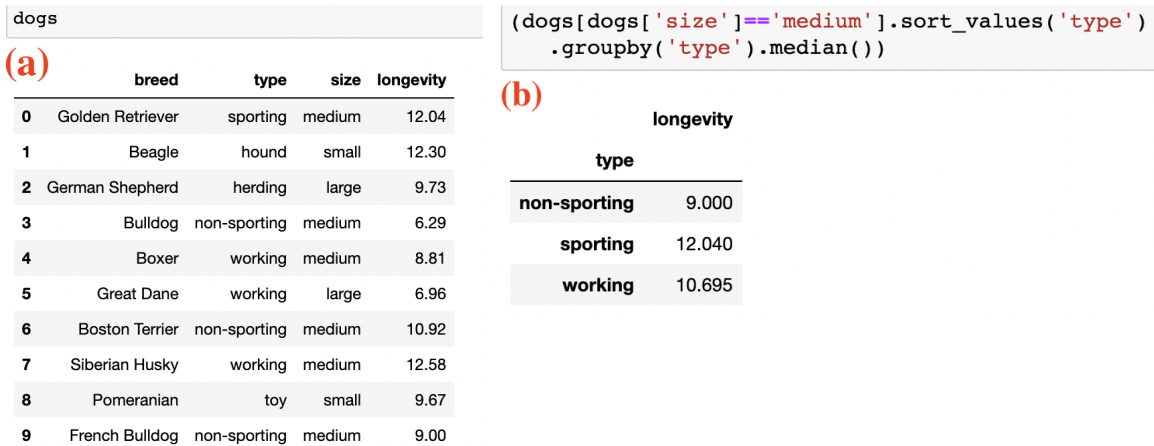 dogs
(a)
breed type size longevity
0 Golden Retriever sporting medium 12.04
1 Beagle hound small 12.30
2 German Shepherd herding large 9.73
3 Bulldog non-sporting medium 6.29
4 Boxer working medium 8.81
5 Great Dane working large 6.96
6 Boston Terrier non-sporting medium 10.92
7 Siberian Husky working medium 12.58
8 Pomeranian toy small 9.67
9 French Bulldog non-sporting medium 9.00
(dogs[dogs['size']=='medium'].sort_values('type')
.groupby('type').median())
(b)
longevity
type
non-sporting 9.000
sporting 12.040
working 10.695